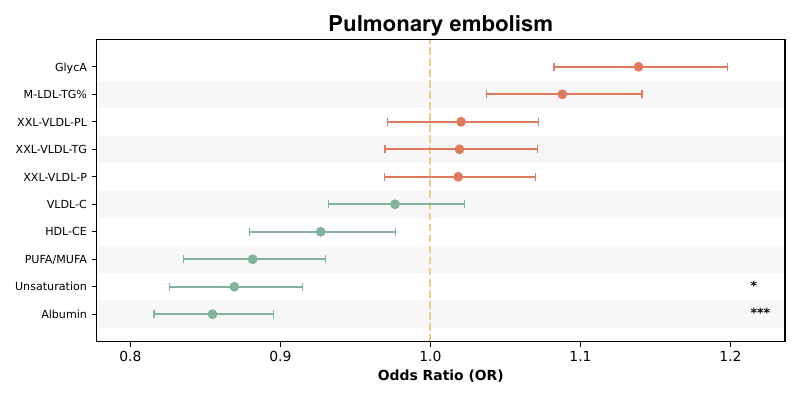 Pulmonary embolism
GlycA
M-LDL-TG%
XXL-VLDL-PL
XXL-VLDL-TG
XXL-VLDL-P
VLDL-C
HDL-CE
PUFA/MUFA
Unsaturation *
Albumin ***
0.8 0.9 1.0 1.1 1.2
Odds Ratio (OR)